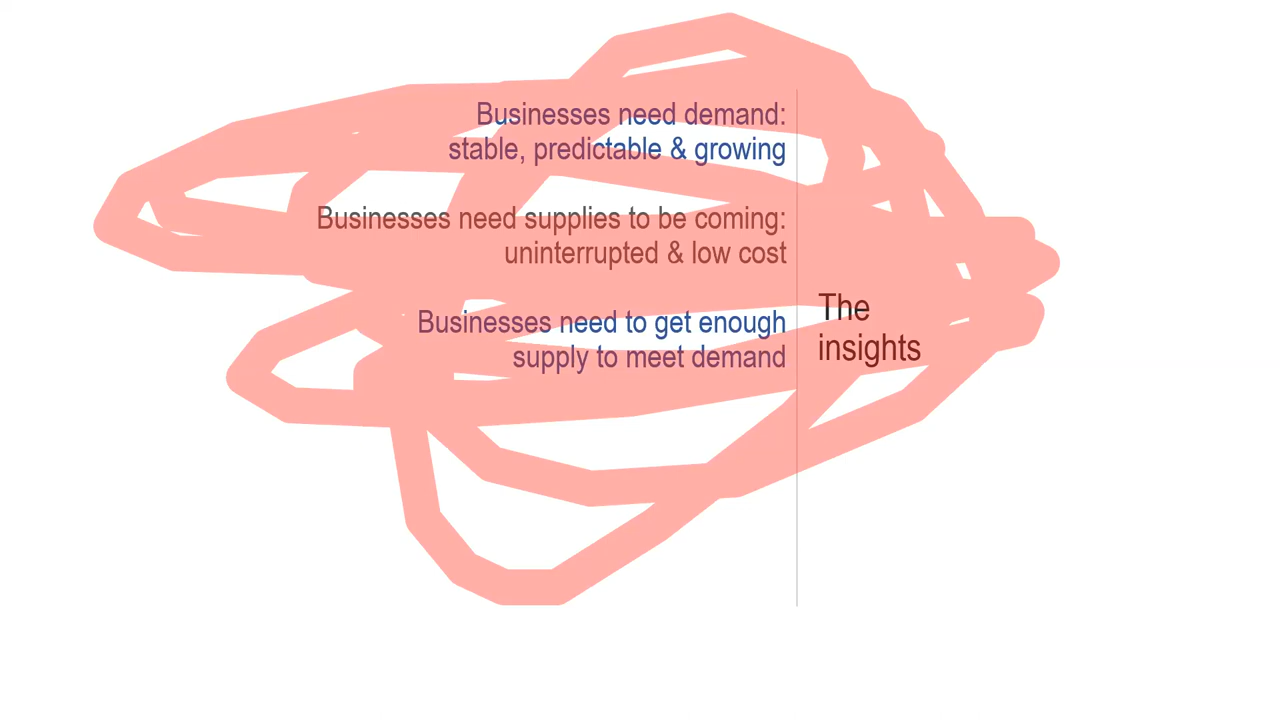 Businesses need demand:
stable, predictable & growing
Businesses need supplies to be coming:
uninterrupted & low cost
Businesses need to get enough
supply to meet demand
The
insights